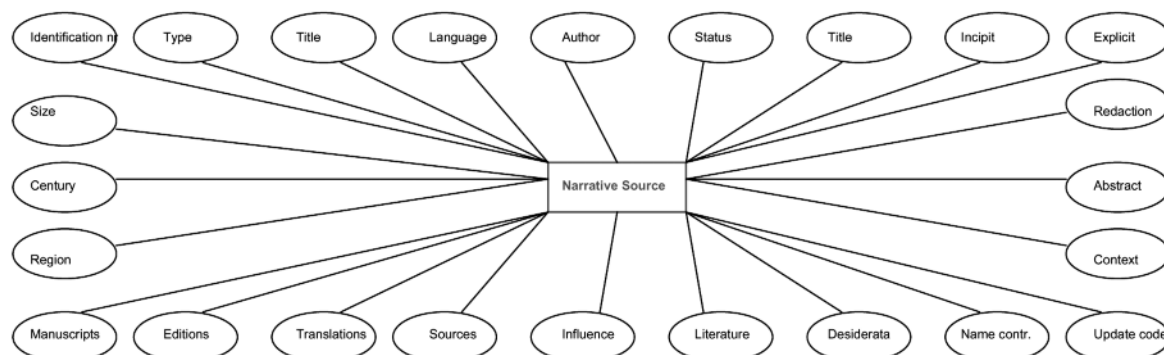 Identification nr
Type
Title
Language
Author
Status
Title
Incipit
Explicit
Size
Redaction
Century
Narrative Source
Abstract
Region
Context
Manuscripts
Editions
Translations
Sources
Influence
Literature
Desiderata
Name contr.
Update code